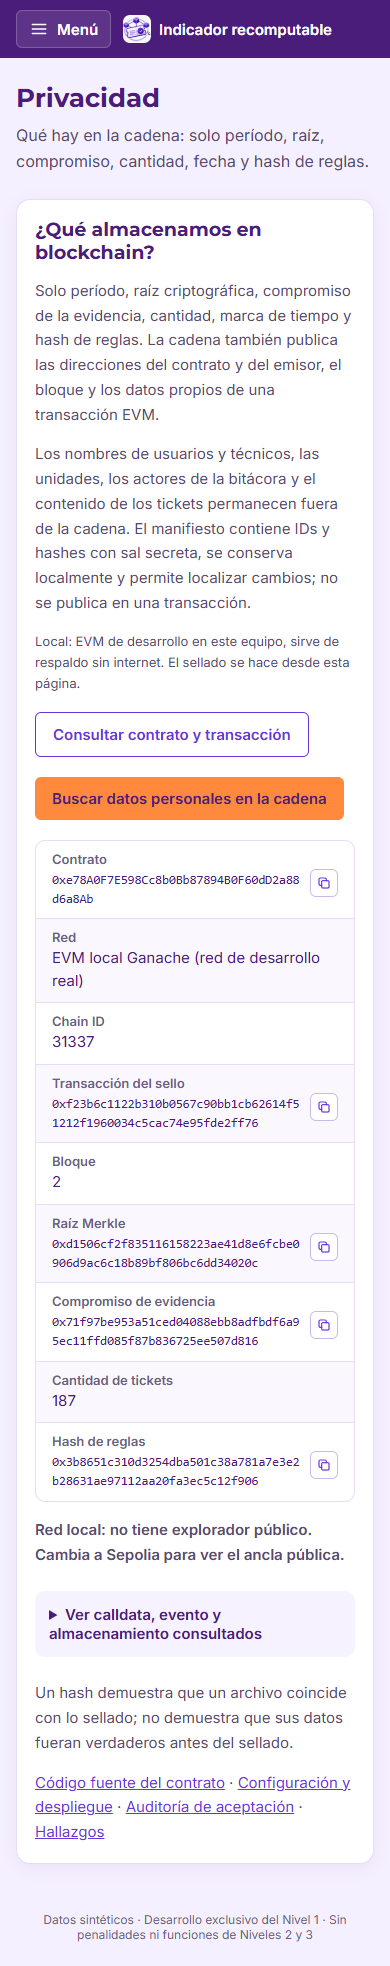 Menú
Indicador recomputable
Privacidad
Qué hay en la cadena: solo período, raíz,
compromiso, cantidad, fecha y hash de reglas.
¿Qué almacenamos en
blockchain?
Solo período, raíz criptográfica, compromiso
de la evidencia, cantidad, marca de tiempo y
hash de reglas. La cadena también publica
las direcciones del contrato y del emisor, el
bloque y los datos propios de una
transacción EVM.
Los nombres de usuarios y técnicos, las
unidades, los actores de la bitácora y el
contenido de los tickets permanecen fuera
de la cadena. El manifiesto contiene IDs y
hashes con sal secreta, se conserva
localmente y permite localizar cambios; no
se publica en una transacción.
Local: EVM de desarrollo en este equipo, sirve de
respaldo sin internet. El sellado se hace desde esta
página.
Consultar contrato y transacción
Buscar datos personales en la cadena
Contrato
0xe78A0F7E598Cc8b0Bb87894B0F60dD2a88
d6a8Ab
Red
EVM local Ganache (red de desarrollo
real)
Chain ID
31337
Transacción del sello
0xf23b6c1122b310b0567c90bb1cb62614f5
1212f1960034c5cac74e95fde2ff76
Bloque
2
Raíz Merkle
0xd1506cf2f835116158223ae41d8e6fcbe0
906d9ac6c18b89bf806bc6dd34020c
Compromiso de evidencia
0x71f97be953a51ced04088ebb8adfbdf6a9
5ec11ffd085f87b836725ee507d816
Cantidad de tickets
187
Hash de reglas
0x3b8651c310d3254dba501c38a781a7e3e2
b28631ae97112aa20fa3ec5c12f906
Red local: no tiene explorador público.
Cambia a Sepolia para ver el ancla pública.
Ver calldata, evento y
almacenamiento consultados
Un hash demuestra que un archivo coincide
con lo sellado; no demuestra que sus datos
fueran verdaderos antes del sellado.
Código fuente del contrato · Configuración y
despliegue · Auditoría de aceptación ·
Hallazgos
Datos sintéticos · Desarrollo exclusivo del Nivel 1 · Sin
penalidades ni funciones de Niveles 2 y 3